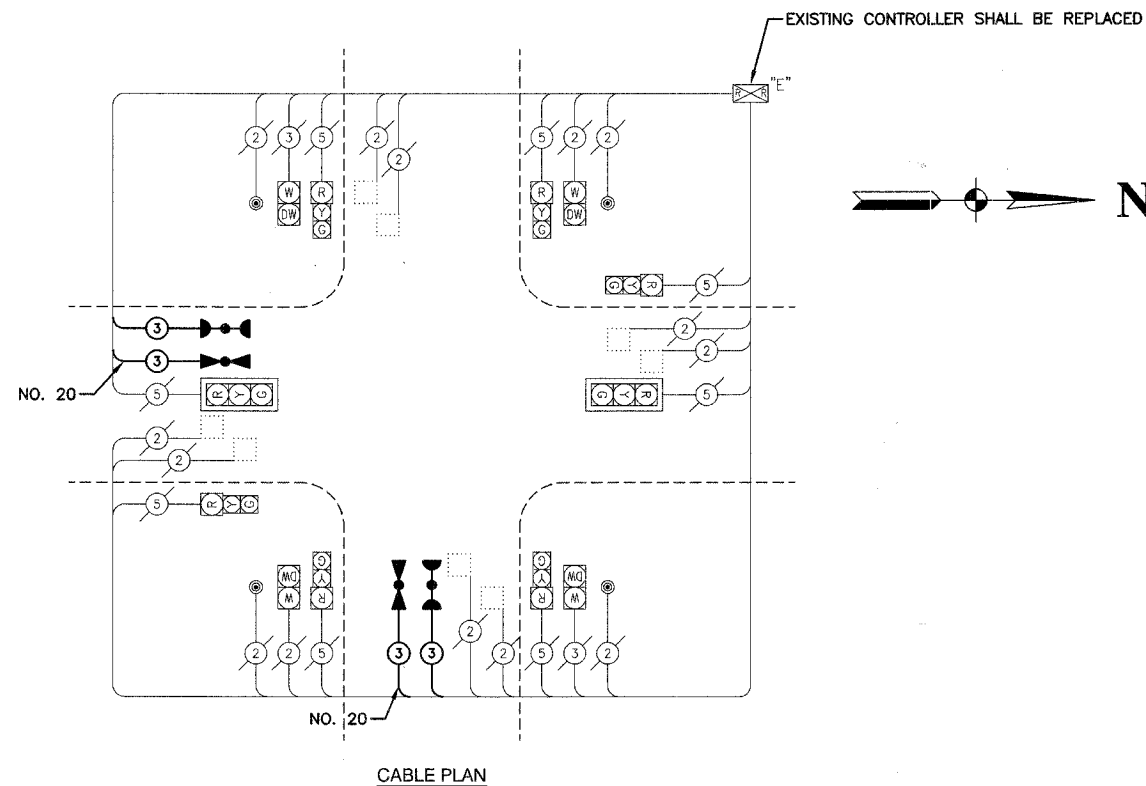 EXISTING CONTROLLER SHALL BE REPLACED
R R "E"
2 3 5 2 2 5 2 2
W R R W
DW Y Y DW
G G
N
G Y R 5
3 2
3 2
NO. 20
5 R Y G G Y R 5
2
2
5 R Y G
G G
DW Y Y DW
W R R W
2 2 5 3 3 2 2 5 3 2
NO. 20
CABLE PLAN